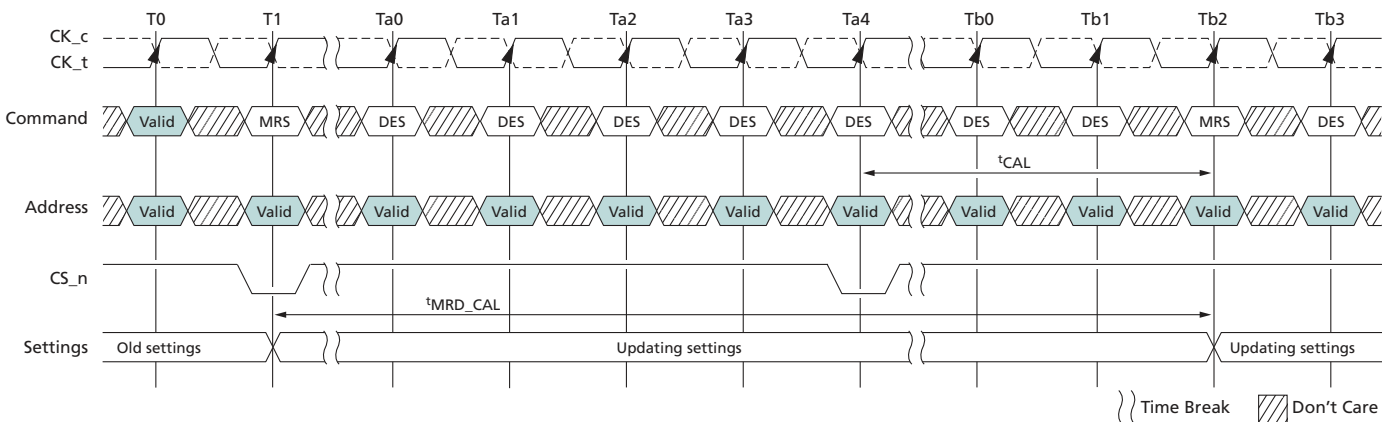 T0 T1 Ta0 Ta1 Ta2 Ta3 Ta4 Tb0 Tb1 Tb2 Tb3
CK_c
CK_t
Command Valid MRS DES DES DES DES DES DES DES MRS DES
tCAL
Address Valid Valid Valid Valid Valid Valid Valid Valid Valid Valid Valid
CS_n
tMRD_CAL
Settings Old settings Updating settings Updating settings
Time Break Don't Care